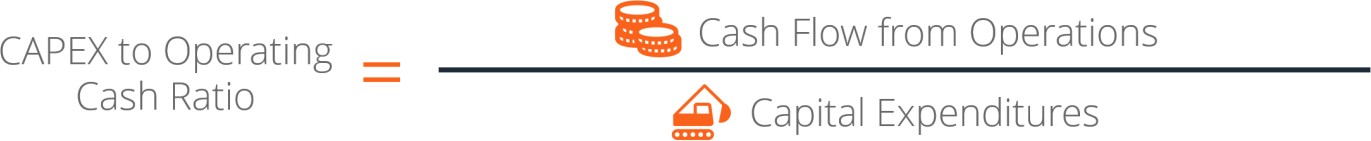 CAPEX to Operating
Cash Ratio
=
Cash Flow from Operations
Capital Expenditures